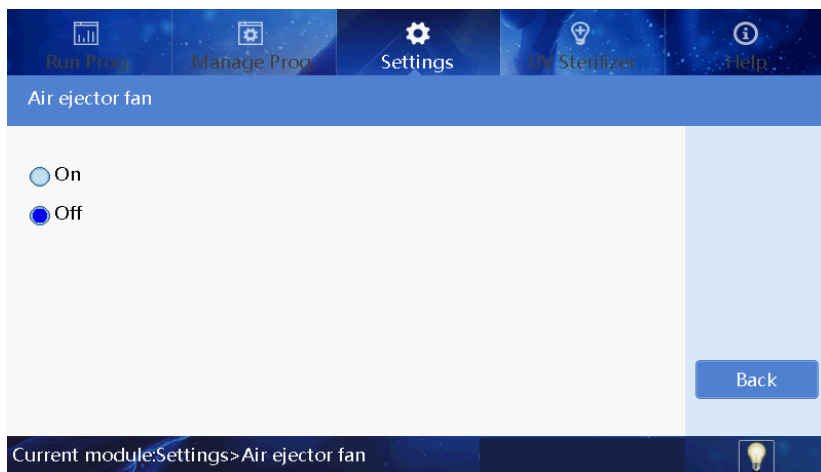 Run Prog. Manage Prog. Settings UV Sterilizer Help
Air ejector fan
On
Off
Back
Current module:Settings>Air ejector fan